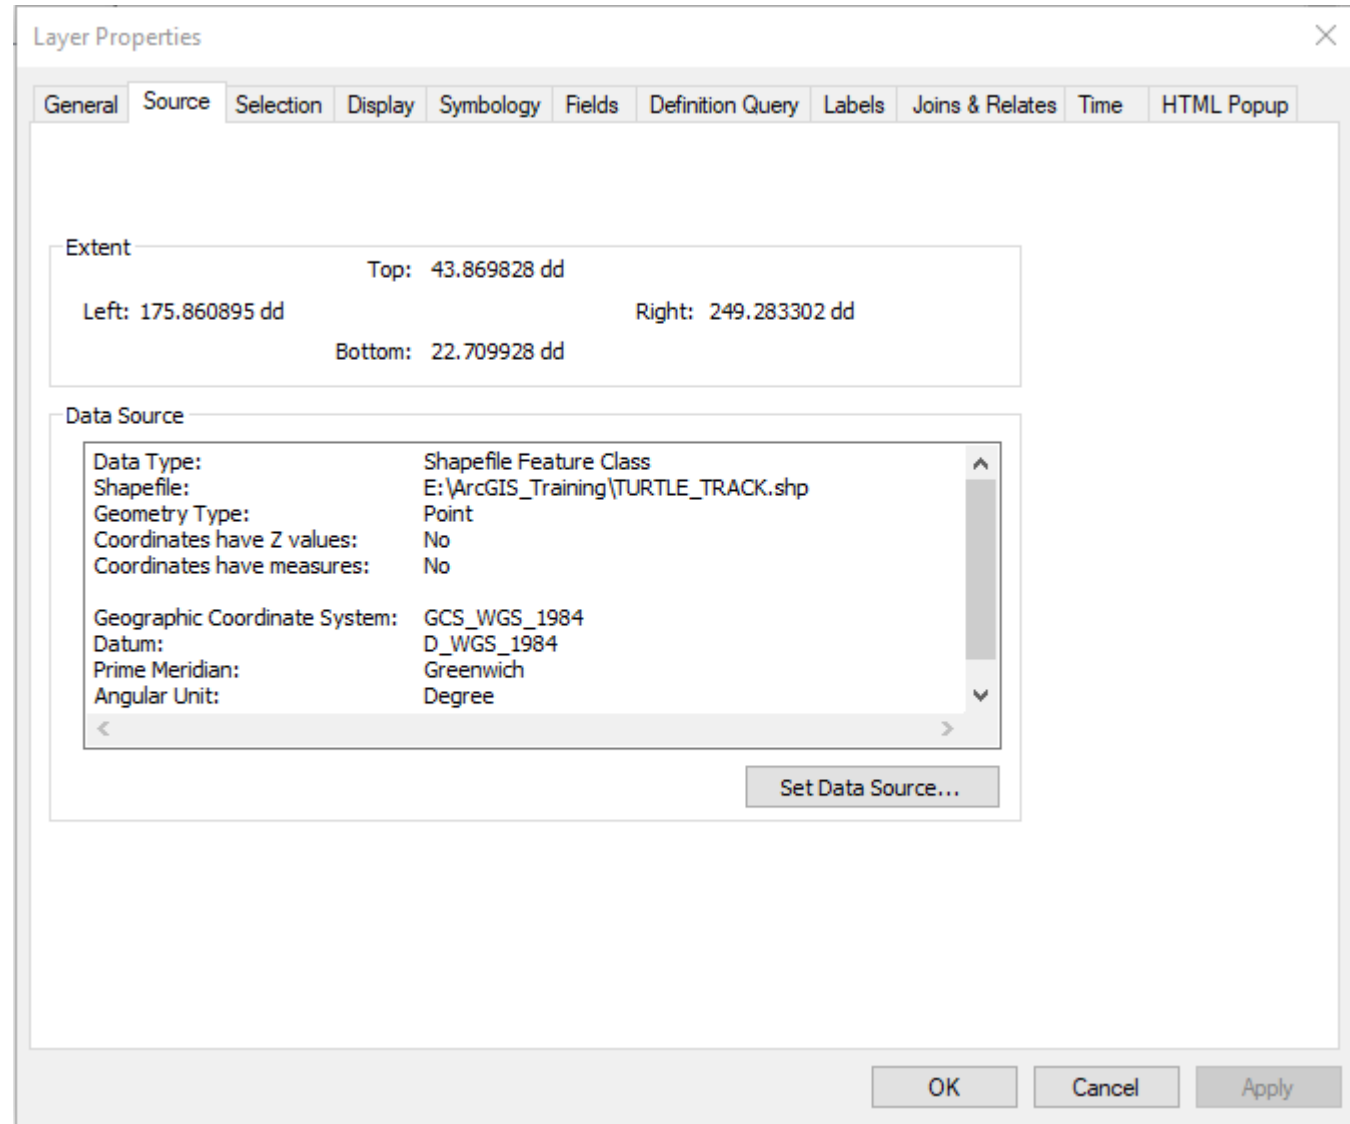 Layer Properties
General Source Selection Display Symbology Fields Definition Query Labels Joins & Relates Time HTML Popup
Extent
Top: 43.869828 dd
Left: 175.860895 dd Right: 249.283302 dd
Bottom: 22.709928 dd
Data Source
Data Type: Shapefile Feature Class
Shapefile: E:\ArcGIS_Training\TURTLE_TRACK.shp
Geometry Type: Point
Coordinates have Z values: No
Coordinates have measures: No
Geographic Coordinate System: GCS_WGS_1984
Datum: D_WGS_1984
Prime Meridian: Greenwich
Angular Unit: Degree
Set Data Source...
OK Cancel Apply